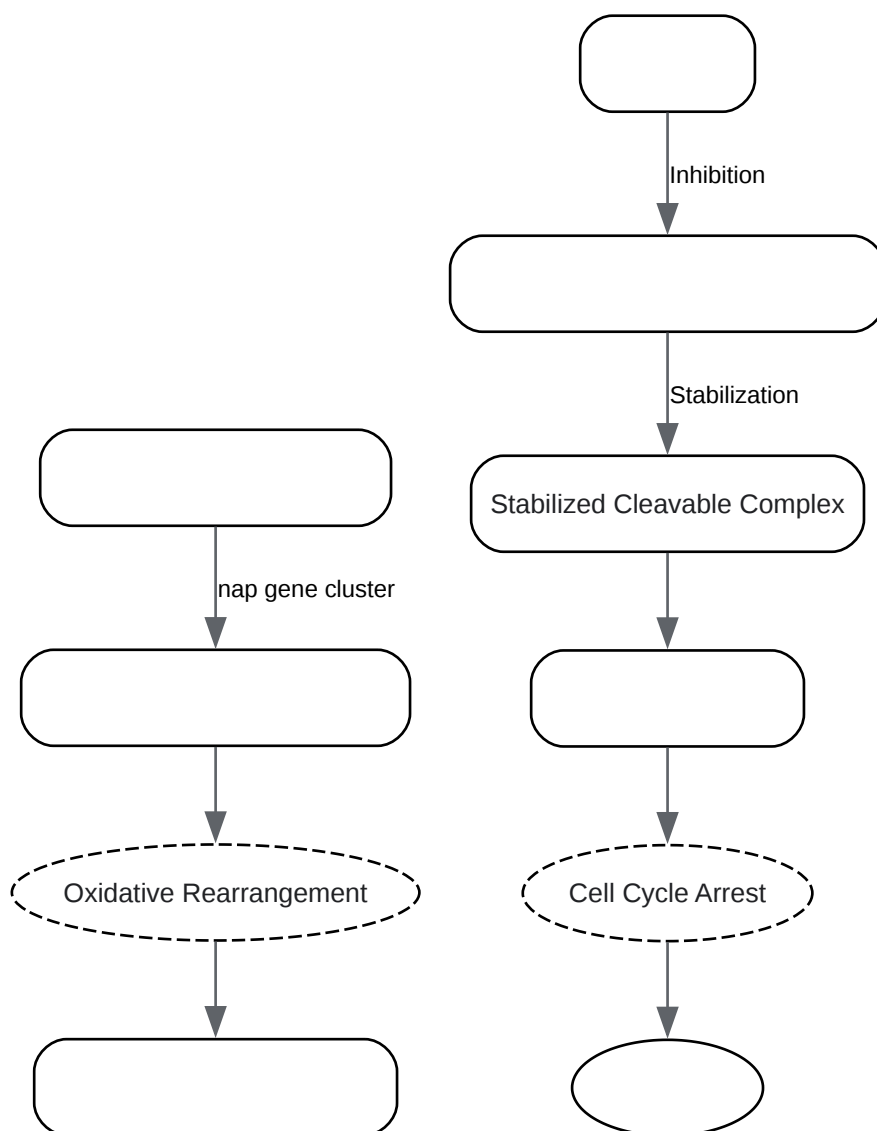 Inhibition
Stabilization
Stabilized Cleavable Complex
nap gene cluster
Oxidative Rearrangement
Cell Cycle Arrest